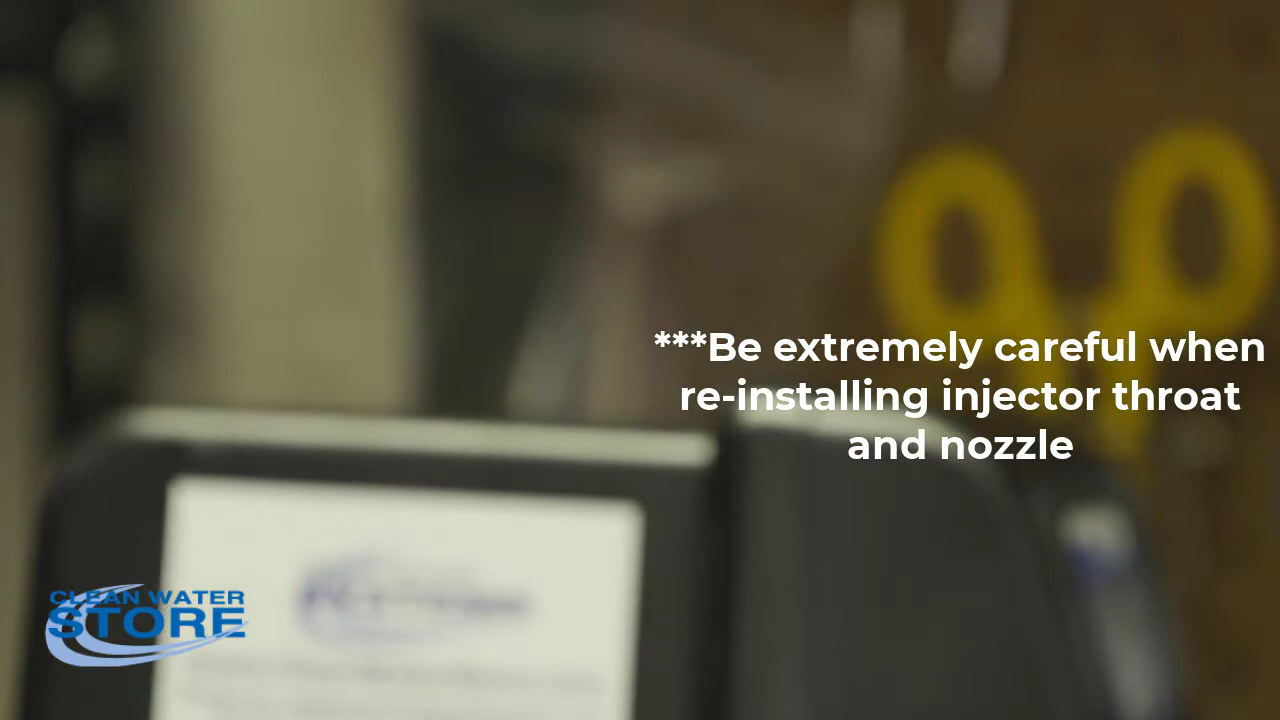 ***Be extremely careful when
re-installing injector throat
and nozzle
CLEAN WATER
STORE